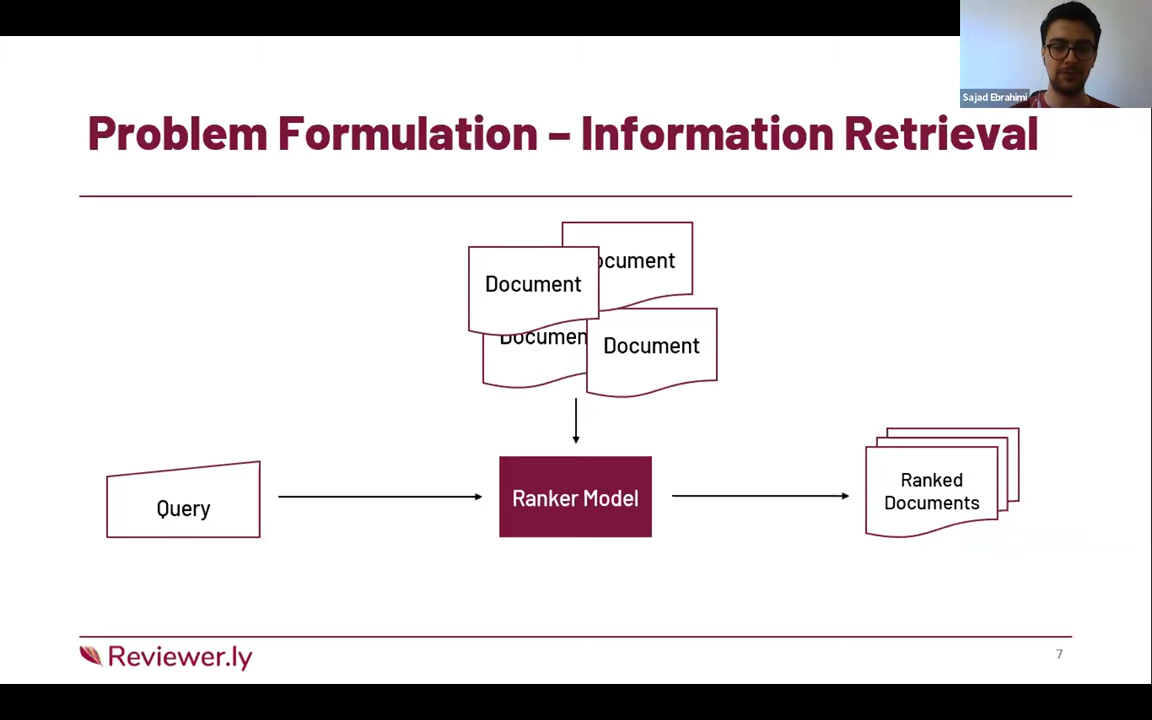 Sajad Ebrahimi
Problem Formulation – Information Retrieval
ocument
Document
Documen
Document
Query
Ranker Model
Ranked
Documents
Reviewer.ly
7